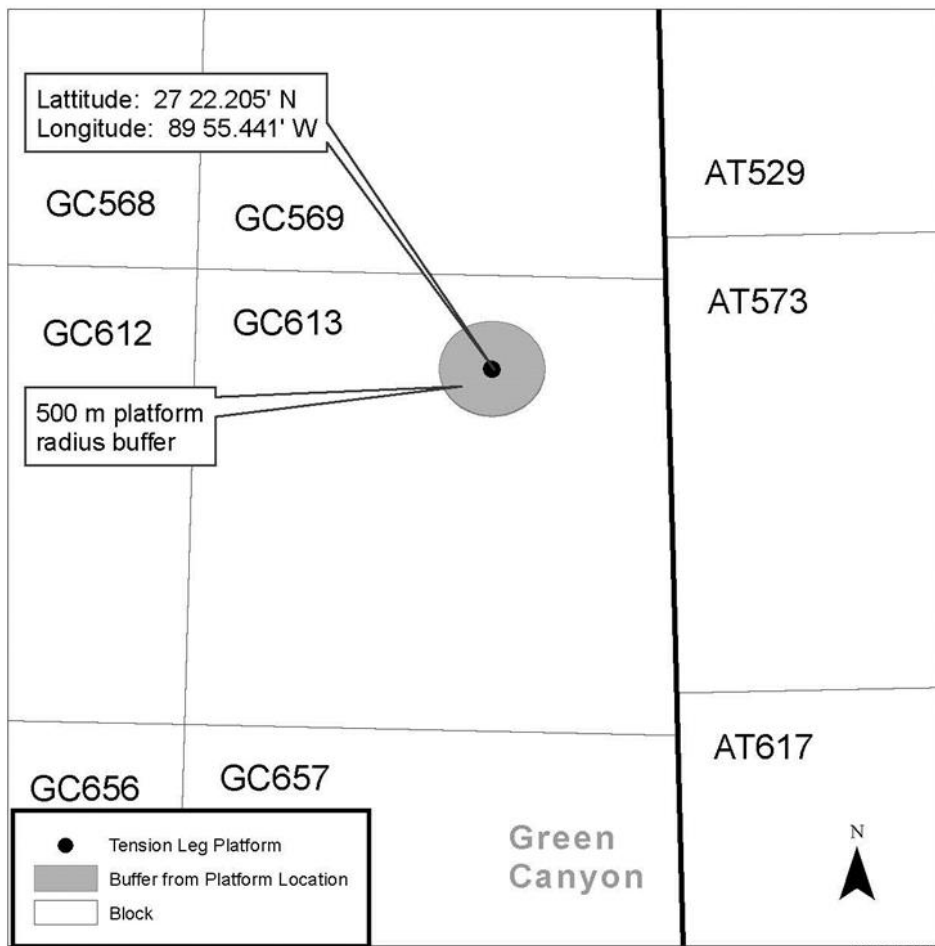 Lattitude: 27 22.205' N
Longitude: 89 55.441' W
AT529
GC568
GC569
AT573
GC612
GC613
500 m platform
radius buffer
AT617
GC656
GC657
Tension Leg Platform
Buffer from Platform Location
Block
Green
Canyon
N